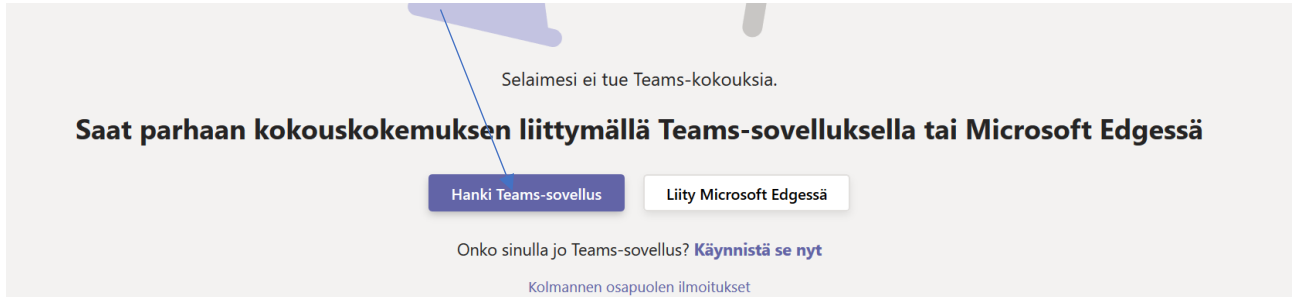 Selaimesi ei tue Teams-kokouksia.
Saat parhaan kokouskokemuksen liittymällä Teams-sovelluksella tai Microsoft Edgessä
Hanki Teams-sovellus
Liity Microsoft Edgessä
Onko sinulla jo Teams-sovellus? Käynnistä se nyt
Kolmannen osapuolen ilmoitukset